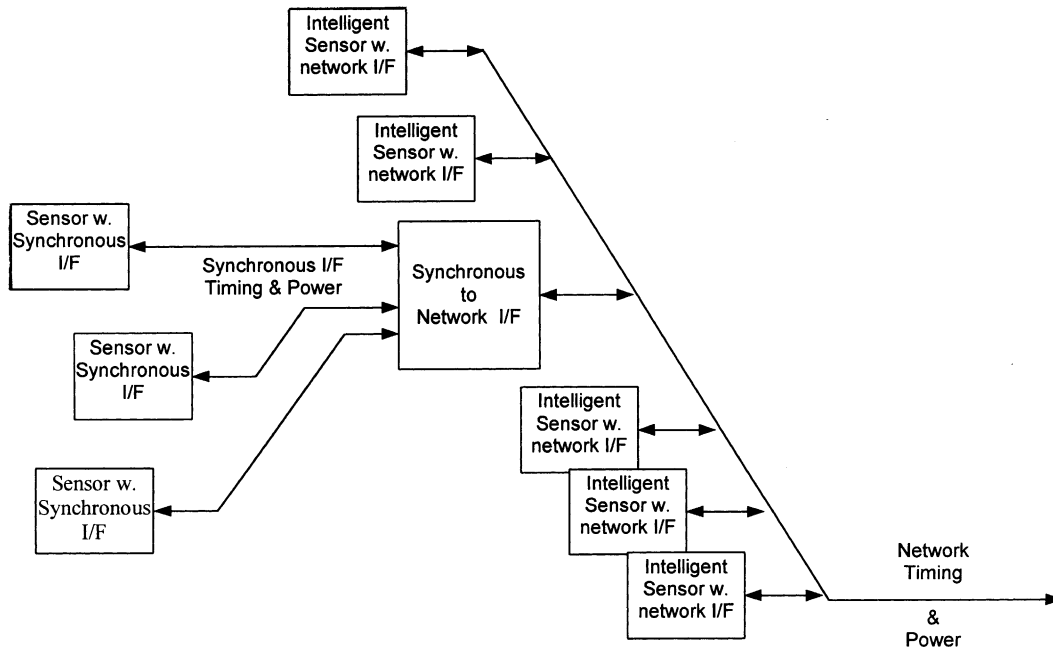 Intelligent
Sensor w.
network I/F
Intelligent
Sensor w.
network I/F
Sensor w.
Synchronous
I/F
Synchronous I/F
Timing & Power
Synchronous
to
Network I/F
Sensor w.
Synchronous
I/F
Intelligent
Sensor w.
network I/F
Sensor w.
Synchronous
I/F
Intelligent
Sensor w.
network I/F
Intelligent
Sensor w.
network I/F
Network
Timing
&
Power